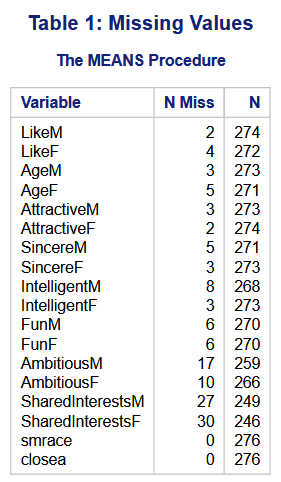 Table 1: Missing Values
The MEANS Procedure
Variable N Miss N
LikeM 2 274
LikeF 4 272
AgeM 3 273
AgeF 5 271
AttractiveM 3 273
AttractiveF 2 274
SincereM 5 271
SincereF 3 273
IntelligentM 8 268
IntelligentF 3 273
FunM 6 270
FunF 6 270
AmbitiousM 17 259
AmbitiousF 10 266
SharedInterestsM 27 249
SharedInterestsF 30 246
smrace 0 276
closea 0 276